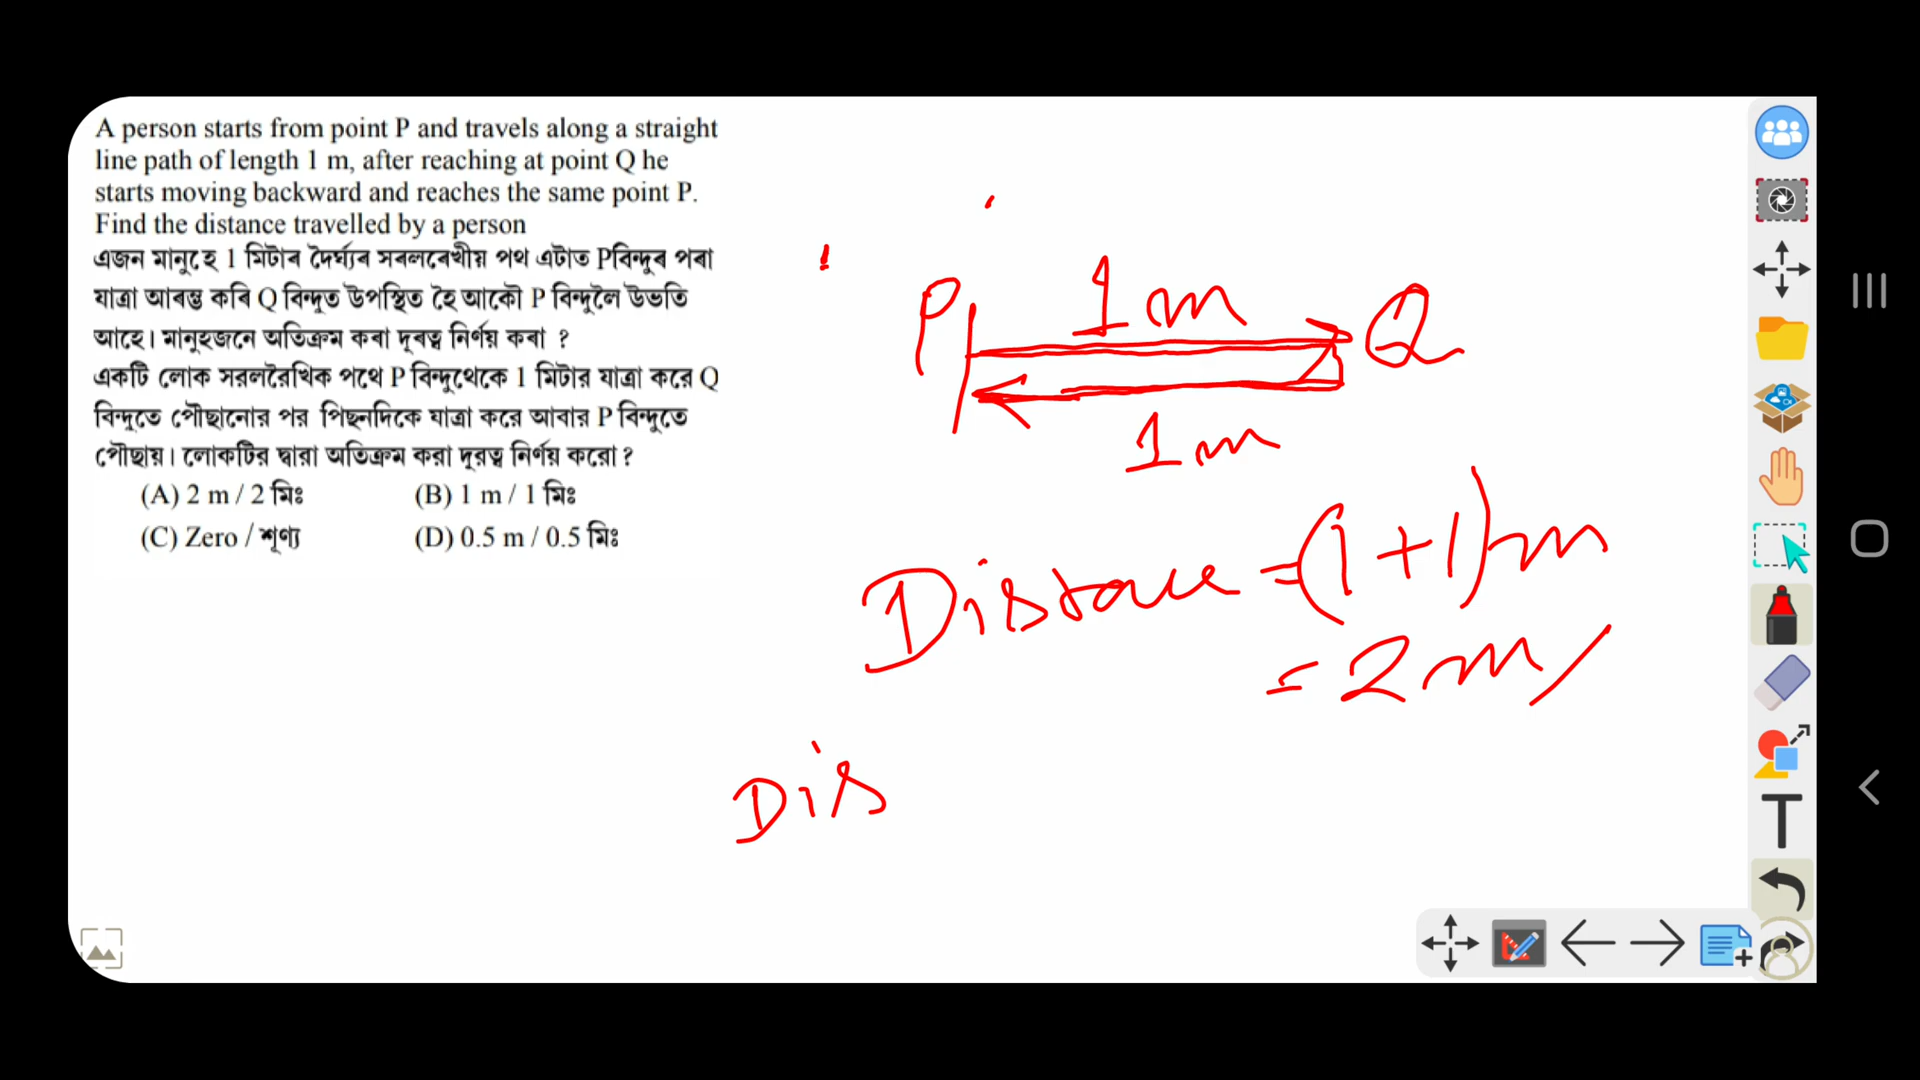 A person starts from point P and travels along a straight
line path of length 1 m, after reaching at point Q he
starts moving backward and reaches the same point P.
Find the distance travelled by a person
এজন মানুহে 1 মিটাৰ দৈৰ্ঘ্যৰ সৰলৰেখীয় পথ এটাত Pবিন্দুৰ পৰা
যাত্ৰা আৰম্ভ কৰি Q বিন্দুত উপস্থিত হৈ আকৌ P বিন্দুলৈ উভতি
আহে। মানুহজনে অতিক্ৰম কৰা দূৰত্ব নিৰ্ণয় কৰা ?
একটি লোক সরলরৈখিক পথে P বিন্দুথেকে 1 মিটার যাত্রা করে Q
বিন্দুতে পৌছানোর পর পিছনদিকে যাত্রা করে আবার P বিন্দুতে
পৌছায়। লোকটির দ্বারা অতিক্রম করা দূরত্ব নির্ণয় করো ?
(A) 2 m / 2 মিঃ (B) 1 m / 1 মিঃ
(C) Zero / শূণ্য (D) 0.5 m / 0.5 মিঃ
P 1 m Q
1 m
Distance = (1 + 1) m
= 2 m
Dis
T